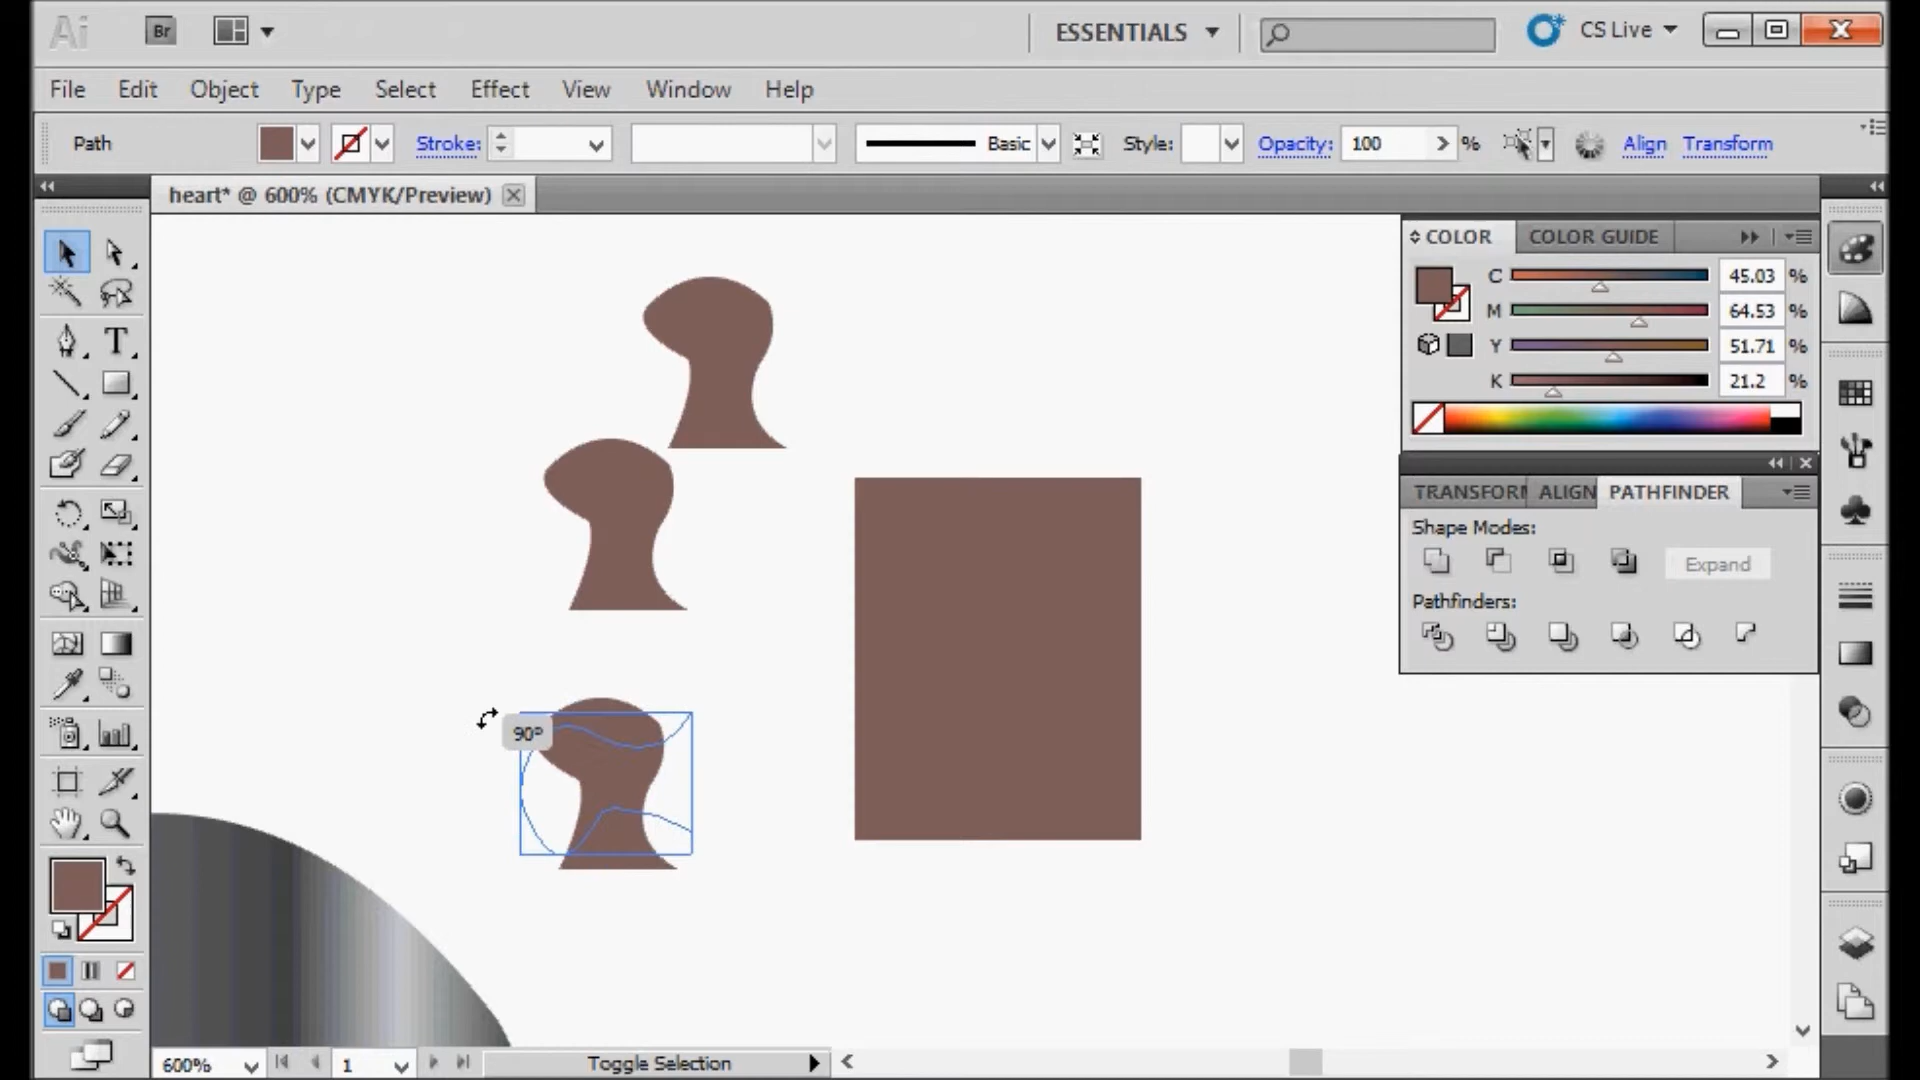 Ai Br ESSENTIALS CS Live
File Edit Object Type Select Effect View Window Help
Path Stroke: Basic Style: Opacity: 100 % Align Transform
heart* @ 600% (CMYK/Preview)
COLOR COLOR GUIDE
C 45.03 %
M 64.53 %
Y 51.71 %
K 21.2 %
TRANSFORM ALIGN PATHFINDER
Shape Modes:
Expand
Pathfinders:
90°
600% 1 Toggle Selection